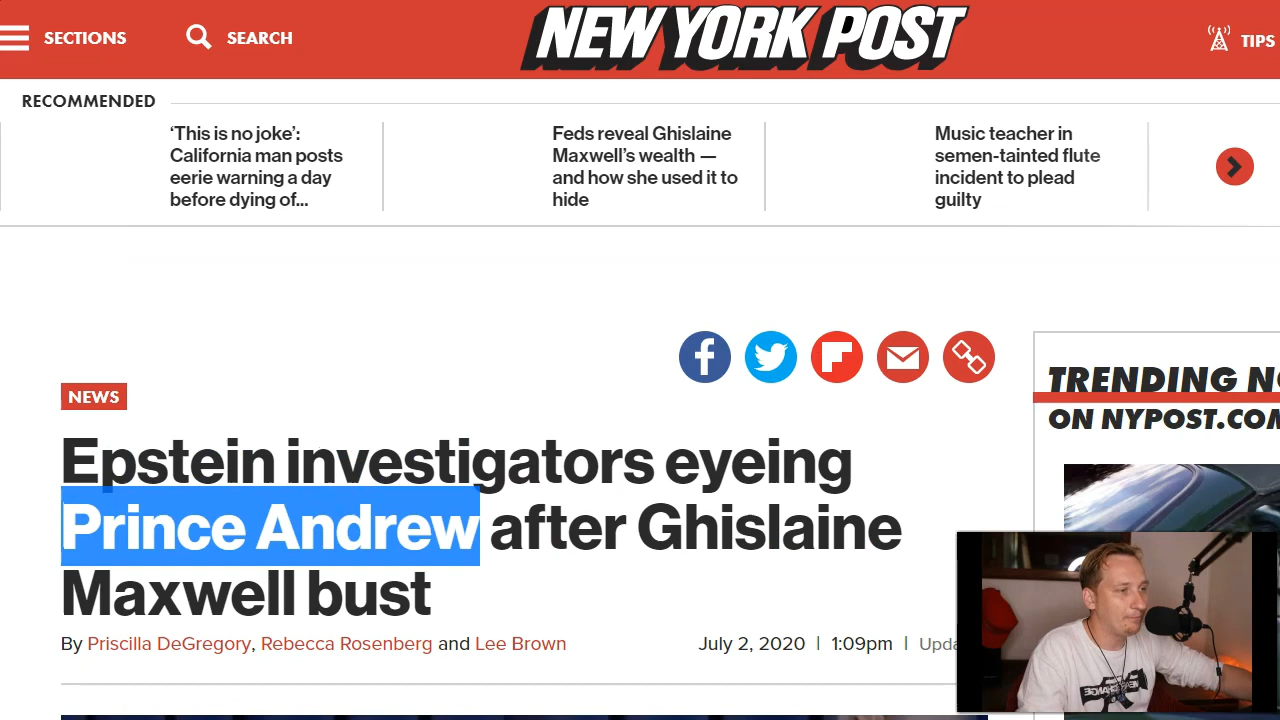 SECTIONS
SEARCH
NEW YORK POST
TIPS
RECOMMENDED
‘This is no joke’:
California man posts
eerie warning a day
before dying of...
Feds reveal Ghislaine
Maxwell’s wealth —
and how she used it to
hide
Music teacher in
semen-tainted flute
incident to plead
guilty
NEWS
TRENDING
ON NYPOST.COM
Epstein investigators eyeing
Prince Andrew after Ghislaine
Maxwell bust
By Priscilla DeGregory, Rebecca Rosenberg and Lee Brown
July 2, 2020 | 1:09pm |